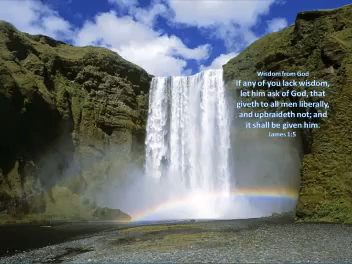 Wisdom from God
If any of you lack wisdom,
let him ask of God, that
giveth to all men liberally,
and upbraideth not; and
it shall be given him.
James 1:5